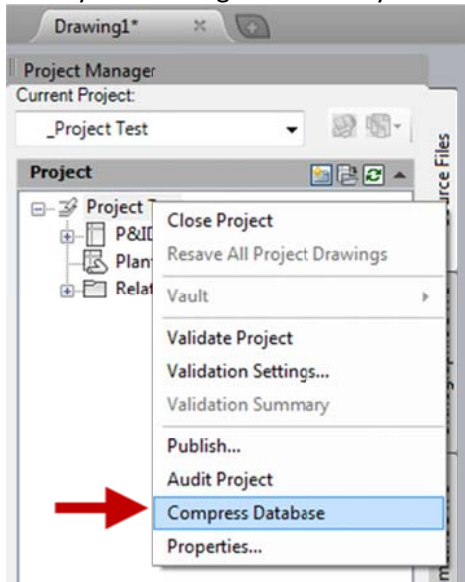 Drawing1*
Project Manager
Current Project:
_Project Test
Project
Project T
P&ID
Plan
Relat
Close Project
Resave All Project Drawings
Vault
Validate Project
Validation Settings...
Validation Summary
Publish...
Audit Project
Compress Database
Properties...
urce Files